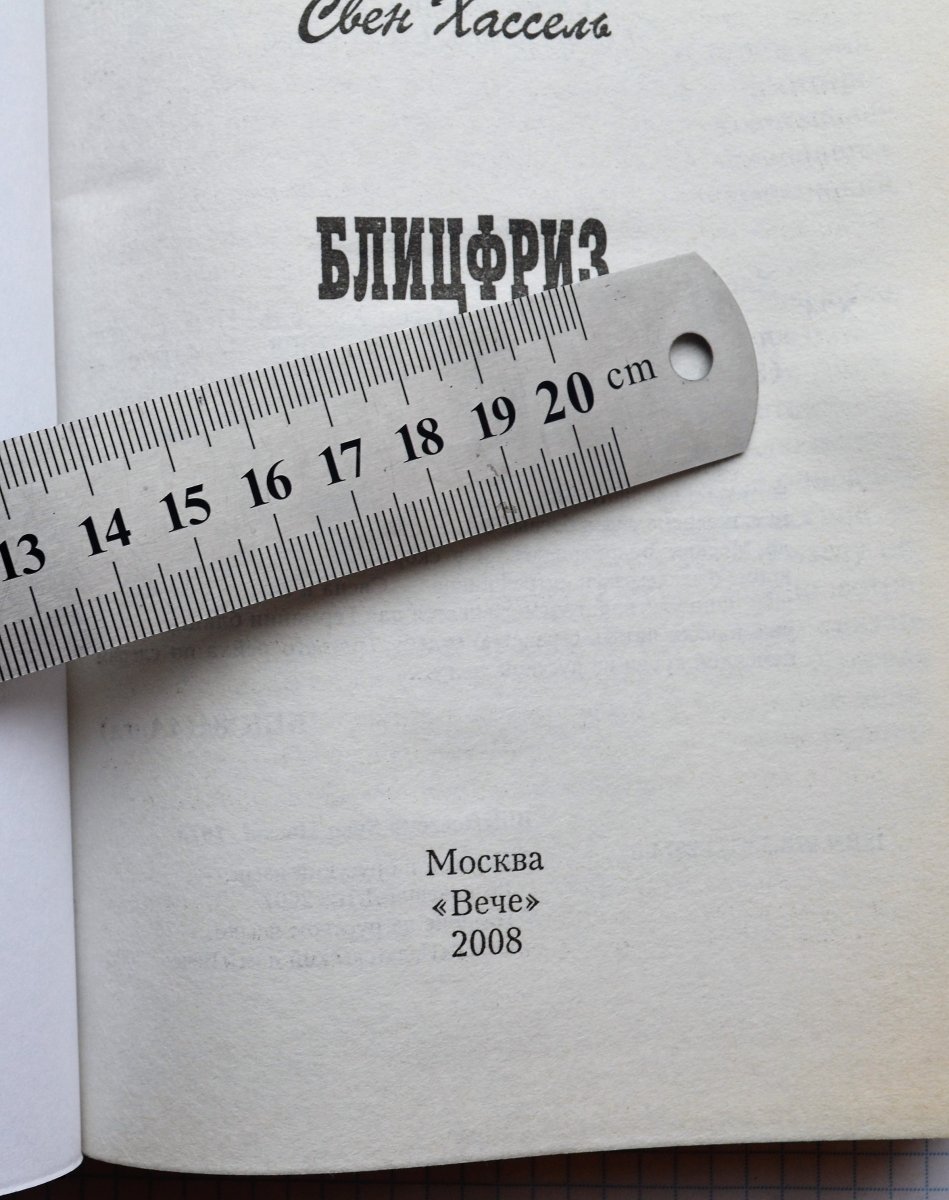 Свен Хассель
БЛИЦФРИЗ
13 14 15 16 17 18 19 20 cm
Москва
«Вече»
2008